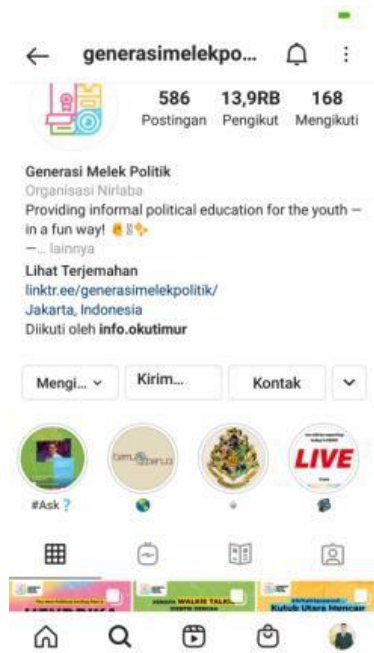 generasimelekpo...
586 13,9RB 168
Postingan Pengikut Mengikuti
Generasi Melek Politik
Organisasi Nirlaba
Providing informal political education for the youth —
in a fun way!
—... lainnya
Lihat Terjemahan
linktr.ee/generasimelekpolitik/
Jakarta, Indonesia
Diikuti oleh info.okutimur
Mengi... Kirim... Kontak
LIVE
#Ask❓
WALKIE TALKIE
Kutub Utara Mencair